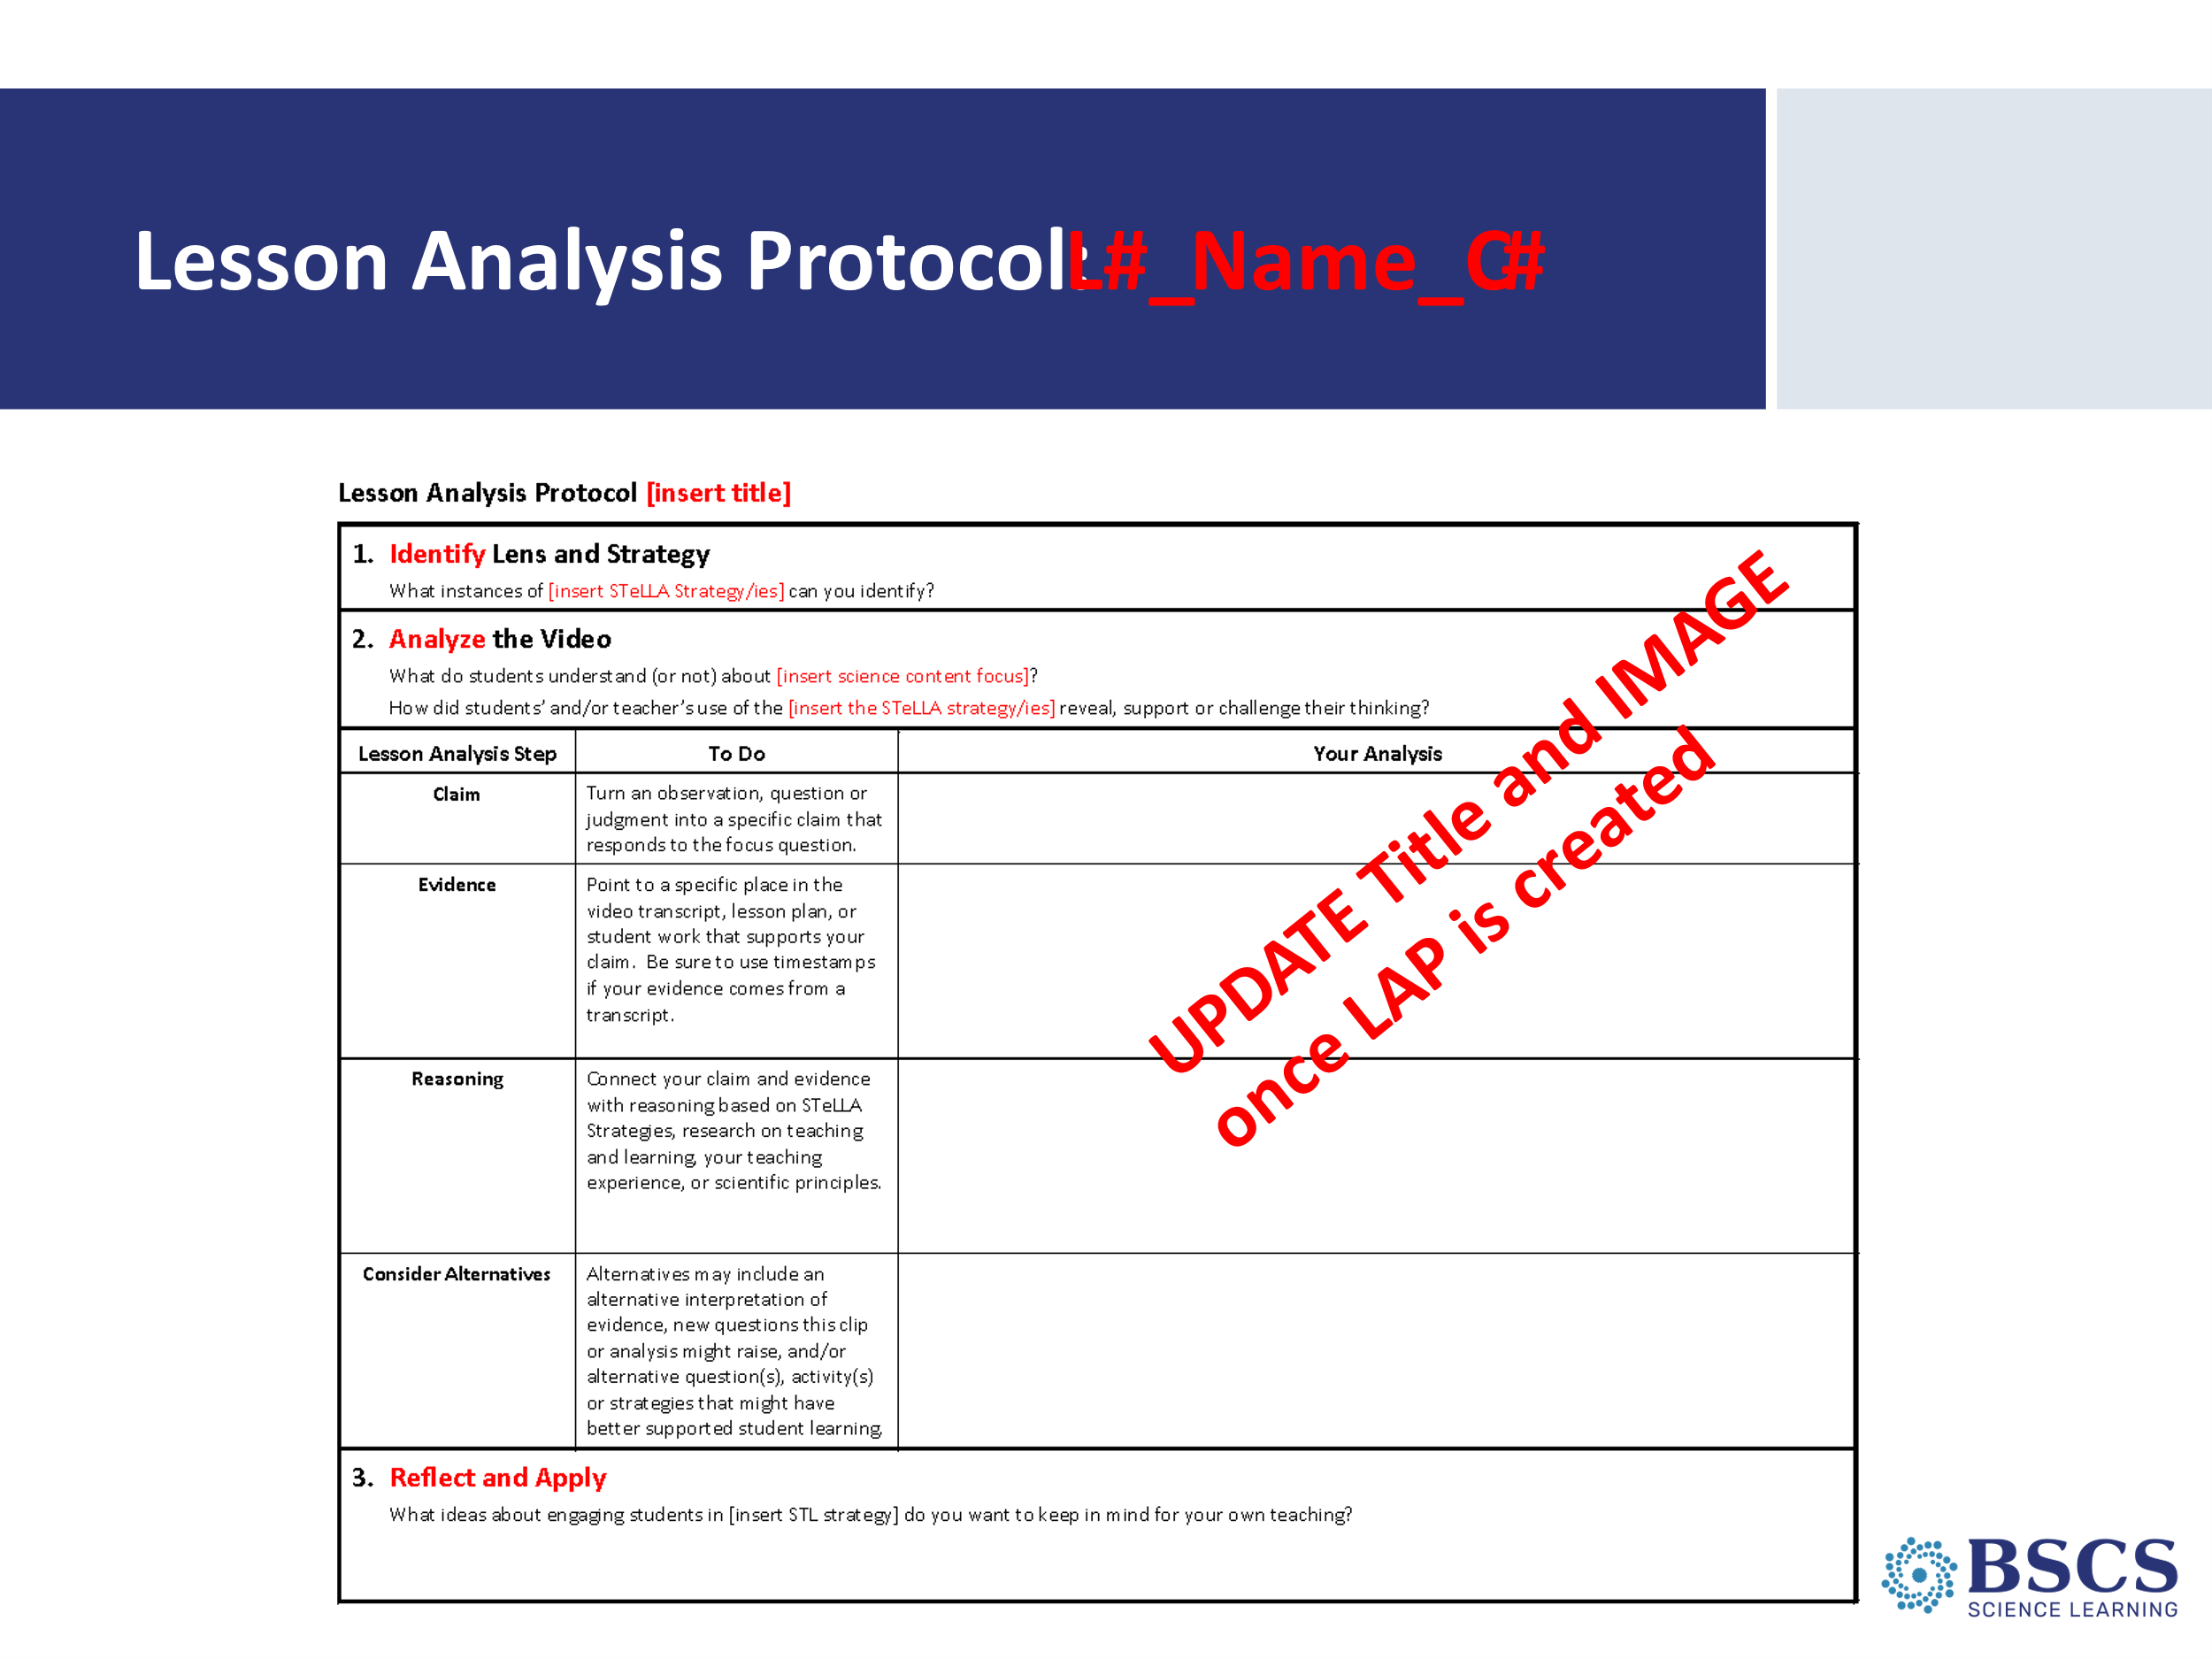 Lesson Analysis Protocol: L#_Name_C#
Lesson Analysis Protocol [insert title]
1. Identify Lens and Strategy
What instances of [insert STeLLA Strategy/ies] can you identify?
2. Analyze the Video
What do students understand (or not) about [insert science content focus]?
How did students' and/or teacher's use of the [insert the STeLLA strategy/ies] reveal, support or challenge their thinking?
Lesson Analysis Step To Do Your Analysis
Claim
Turn an observation, question or
judgment into a specific claim that
responds to the focus question.
Evidence
Point to a specific place in the
video transcript, lesson plan, or
student work that supports your
claim. Be sure to use timestamps
if your evidence comes from a
transcript.
Reasoning
Connect your claim and evidence
with reasoning based on STeLLA
Strategies, research on teaching
and learning, your teaching
experience, or scientific principles.
Consider Alternatives
Alternatives may include an
alternative interpretation of
evidence, new questions this clip
or analysis might raise, and/or
alternative question(s), activity(s)
or strategies that might have
better supported student learning.
3. Reflect and Apply
What ideas about engaging students in [insert STL strategy] do you want to keep in mind for your own teaching?
UPDATE Title and IMAGE
once LAP is created
BSCS
SCIENCE LEARNING